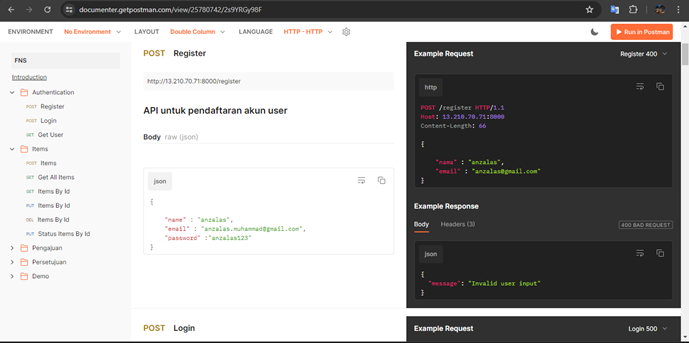 documenter.getpostman.com/view/25780742/2s9YRGy98F
ENVIRONMENT No Environment LAYOUT Double Column LANGUAGE HTTP - HTTP Run in Postman
FNS
Introduction
Authentication
POST Register
POST Login
GET Get User
Items
POST Items
GET Get All Items
GET Items By Id
PUT Items By Id
DEL Items By Id
PUT Status Items By Id
Pengajuan
Persetujuan
Demo
POST Register
http://13.210.70.71:8000/register
API untuk pendaftaran akun user
Body raw (json)
json
{
"name" : "anzalas",
"email" : "anzalas.muhammad@gmail.com",
"password" :"anzalas123"
}
POST Login
Example Request Register 400
http
POST /register HTTP/1.1
Host: 13.210.70.71:8000
Content-Length: 66
{
"nama" : "anzalas",
"email" : "anzalas@gmail.com"
}
Example Response
Body Headers (3) 400 BAD REQUEST
json
{
"message": "Invalid user input"
}
Example Request Login 500